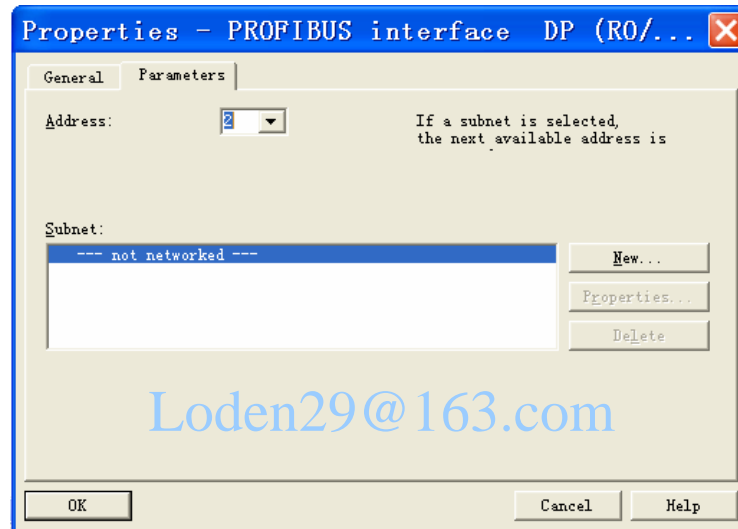 Properties - PROFIBUS interface DP (RO/...
General Parameters
Address: 2 If a subnet is selected,
the next available address is
Subnet:
--- not networked --- New...
Properties...
Delete
Loden29@163.com
OK Cancel Help